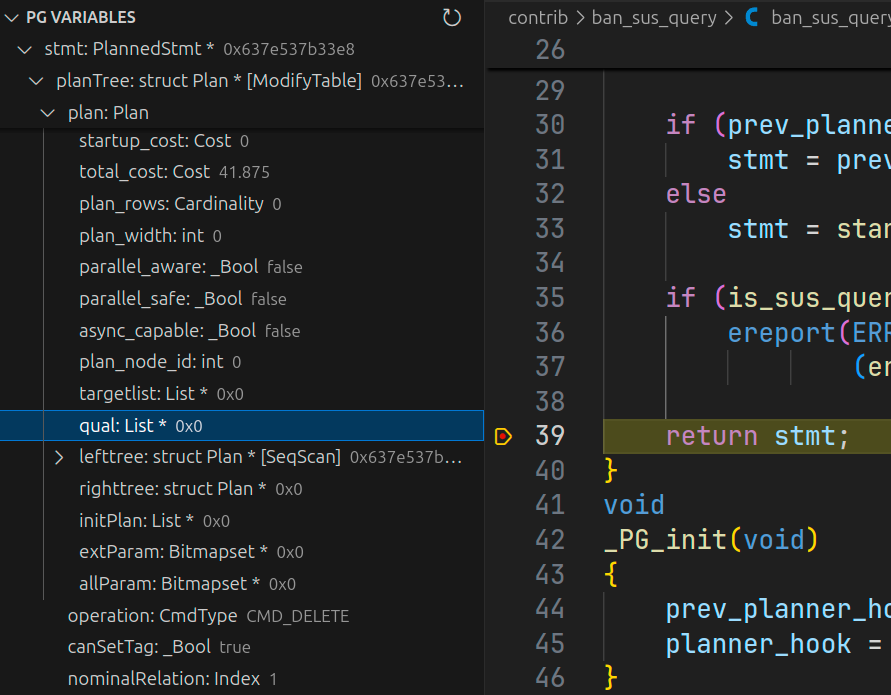 PG VARIABLES
stmt: PlannedStmt * 0x637e537b33e8
planTree: struct Plan * [ModifyTable] 0x637e53…
plan: Plan
startup_cost: Cost 0
total_cost: Cost 41.875
plan_rows: Cardinality 0
plan_width: int 0
parallel_aware: _Bool false
parallel_safe: _Bool false
async_capable: _Bool false
plan_node_id: int 0
targetlist: List * 0x0
qual: List * 0x0
lefttree: struct Plan * [SeqScan] 0x637e537b…
righttree: struct Plan * 0x0
initPlan: List * 0x0
extParam: Bitmapset * 0x0
allParam: Bitmapset * 0x0
operation: CmdType CMD_DELETE
canSetTag: _Bool true
nominalRelation: Index 1
contrib > ban_sus_query > C ban_sus_query
26
29
30 if (prev_planne
31 stmt = prev
32 else
33 stmt = stan
34
35 if (is_sus_quer
36 ereport(ERR
37 (er
38
39 return stmt;
40 }
41 void
42 _PG_init(void)
43 {
44 prev_planner_ho
45 planner_hook =
46 }